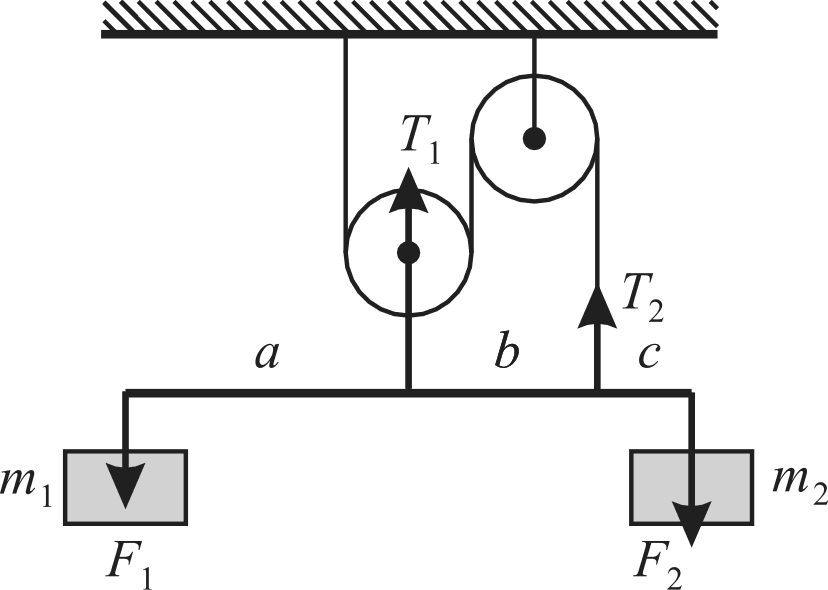 T₁
T₂
a b c
m₁ m₂
F₁ F₂